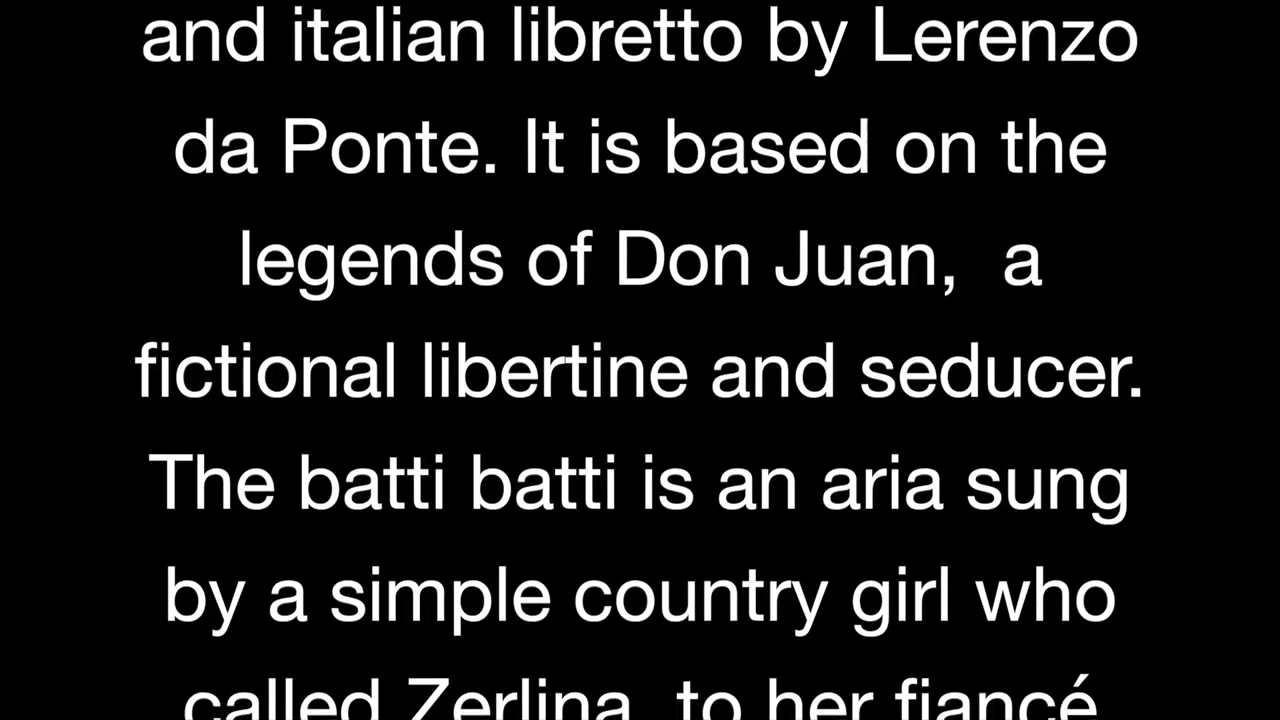 and italian libretto by Lerenzo
da Ponte. It is based on the
legends of Don Juan,  a
fictional libertine and seducer.
The batti batti is an aria sung
by a simple country girl who
called Zerlina, to her fiancé